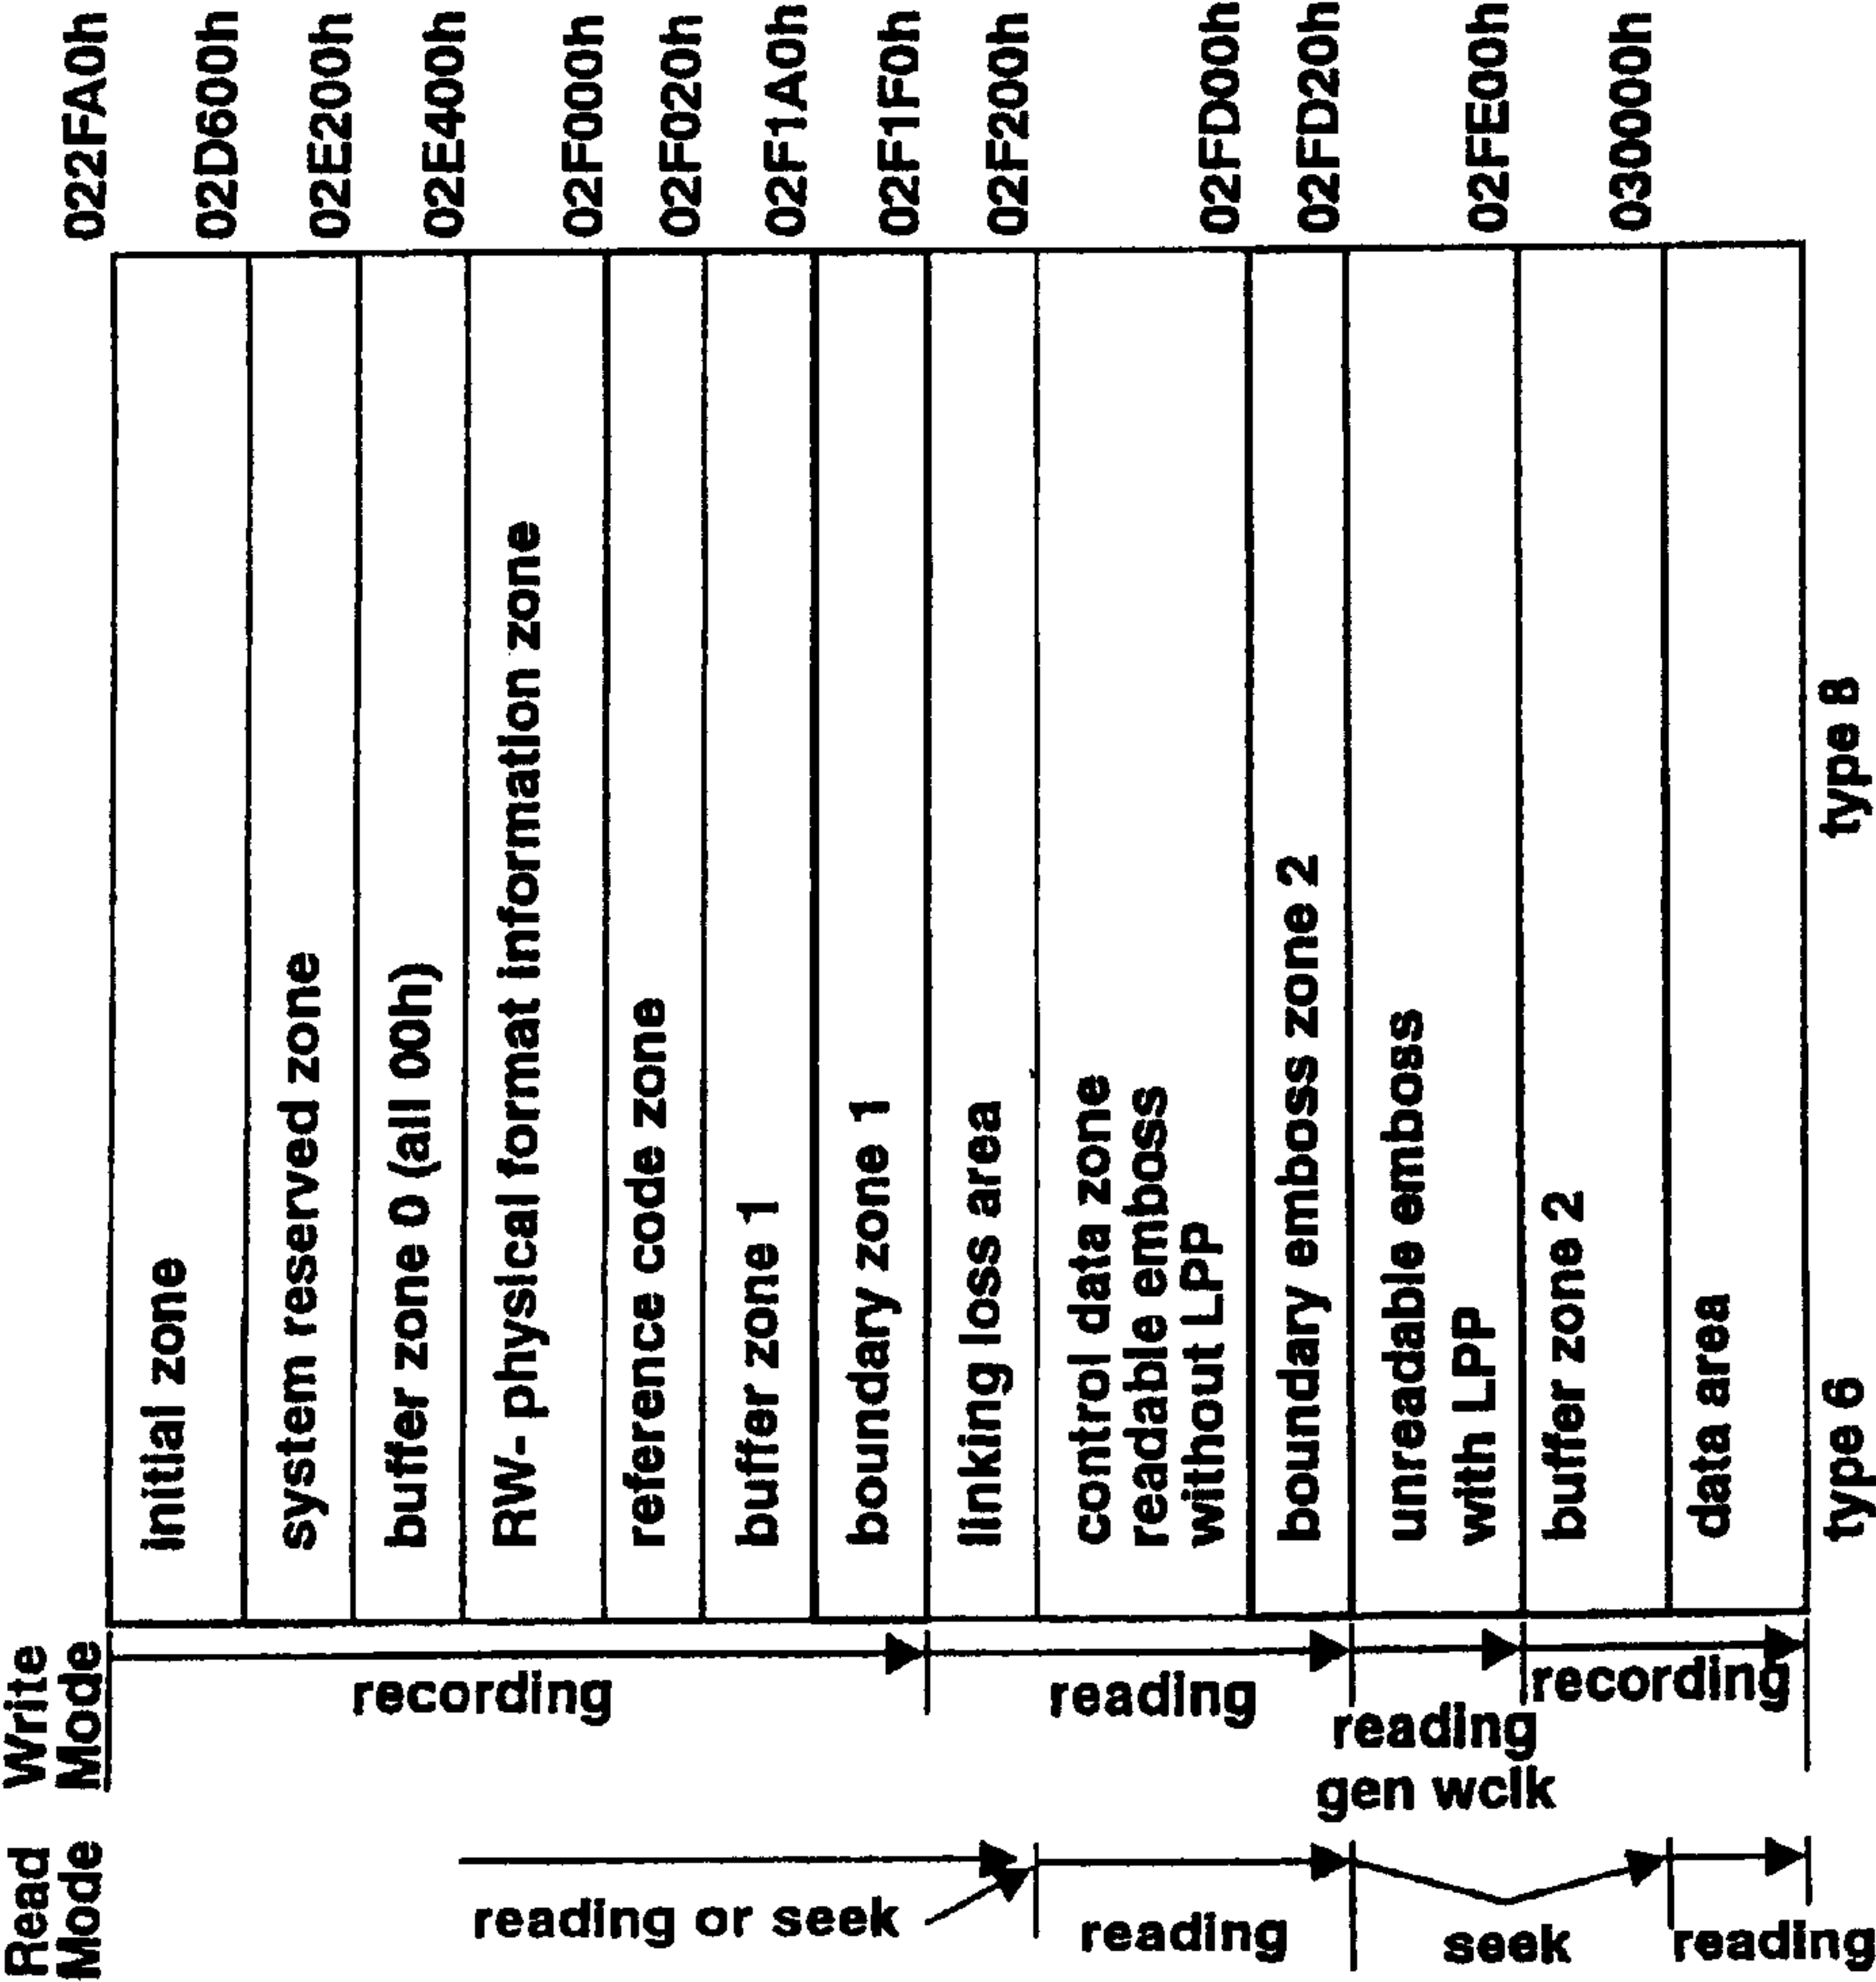 022FA0h
02D600h
02E200h
02E400h
02F000h
02F020h
02F1A0h
02F1F0h
02F200h
02FD00h
02FD20h
02FE00h
030000h
initial zone
system reserved zone
buffer zone 0 (all 00h)
RW- physical format information zone
reference code zone
buffer zone 1
boundary zone 1
linking loss area
control data zone
readable emboss
without LPP
boundary emboss zone 2
unreadable emboss
with LPP
buffer zone 2
data area
type 6
type 8
Write
Mode
recording
reading
reading
gen wclk
recording
Read
Mode
reading or seek
reading
seek
reading